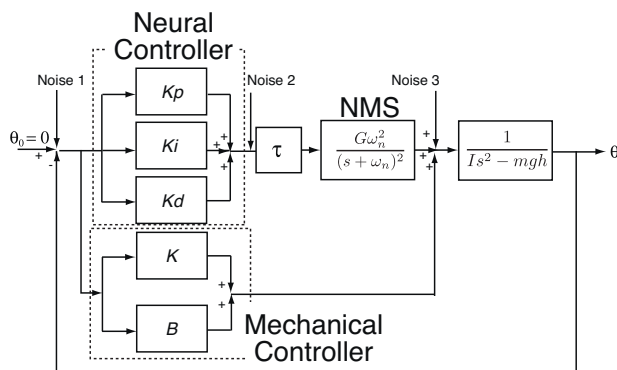 Neural
Controller
Noise 1
Noise 2
Noise 3
Kp
NMS
θ₀=0
+
-
Ki
+
+
+
τ
Gωₙ²
(s + ωₙ)²
+
+
+
1
Is² − mgh
θ
Kd
K
+
+
B
Mechanical
Controller